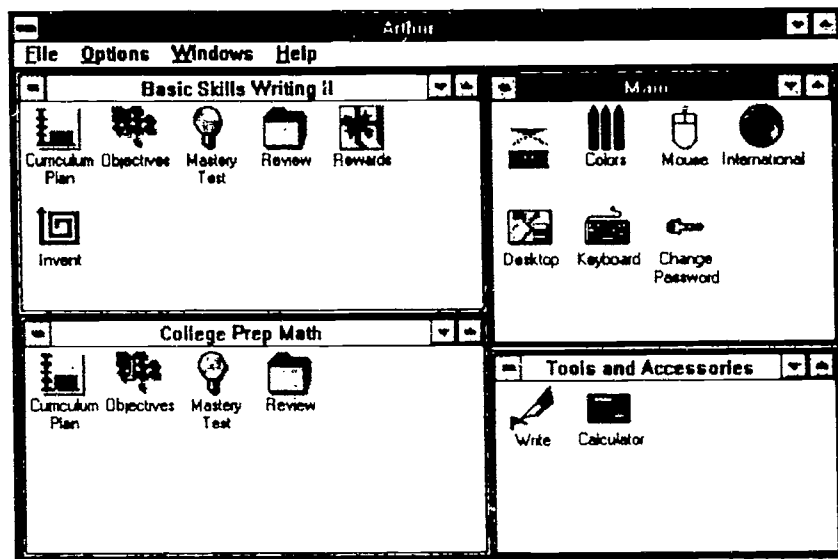 Arthur
File Options Windows Help
Basic Skills Writing II
Curriculum Plan
Objectives
Mastery Test
Review
Rewards
Invent
Main
Colors
Mouse
International
Desktop
Keyboard
Change Password
College Prep Math
Curriculum Plan
Objectives
Mastery Test
Review
Tools and Accessories
Write
Calculator